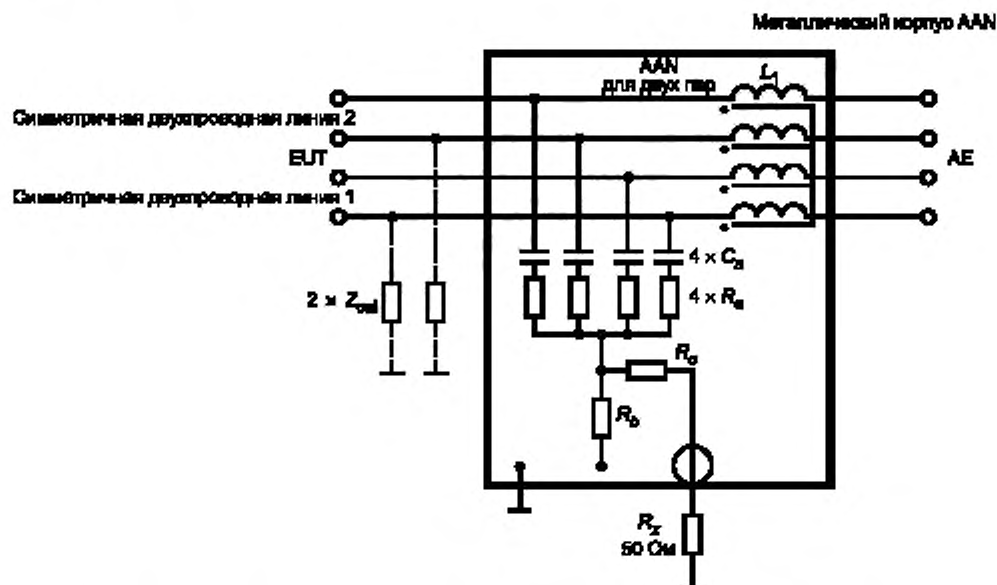 Металлический корпус AAN
AAN
для двух пар
L1
Симметричная двухпроводная линия 2
EUT
AE
Симметричная двухпроводная линия 1
4 × Ca
2 ×
4 × Ra
Rc
Rb
Rx
50 Ом